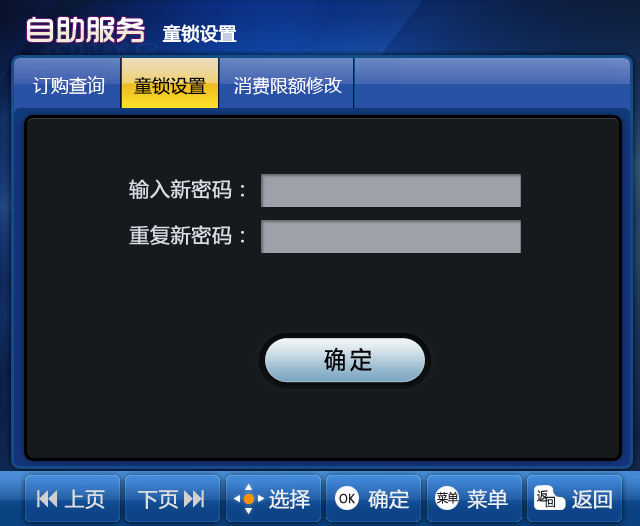 自助服务 童锁设置
订购查询 童锁设置 消费限额修改
输入新密码：
重复新密码：
确定
上页 下页 选择 OK 确定 菜单 菜单 返回 返回